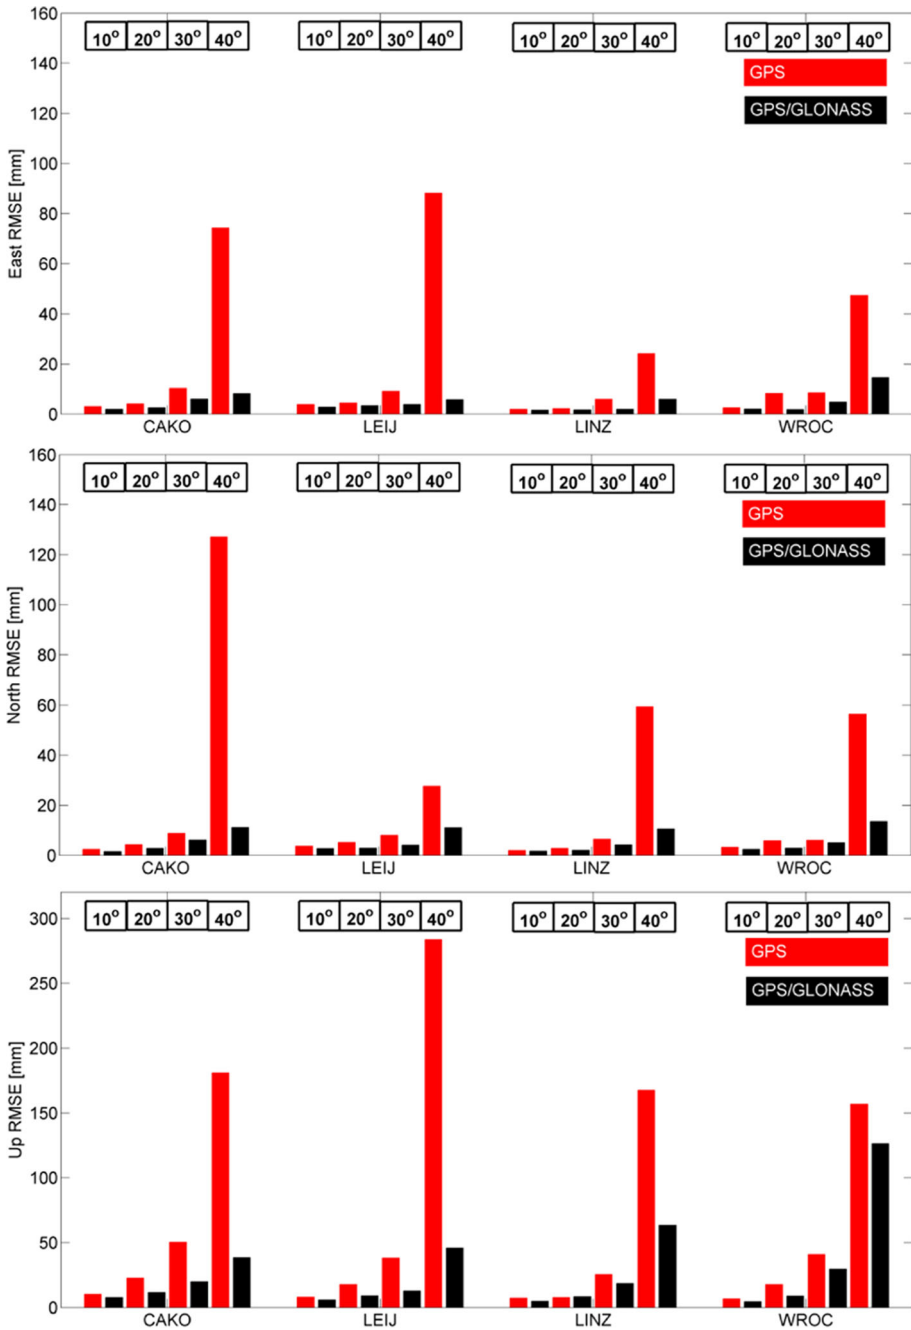 160
10° 20° 30° 40° 10° 20° 30° 40° 10° 20° 30° 40° 10° 20° 30° 40°
140
GPS
120
GPS/GLONASS
100
80
60
40
20
0
East RMSE [mm]
CAKO LEIJ LINZ WROC
160
10° 20° 30° 40° 10° 20° 30° 40° 10° 20° 30° 40° 10° 20° 30° 40°
140
GPS
120
GPS/GLONASS
100
80
60
40
20
0
North RMSE [mm]
CAKO LEIJ LINZ WROC
300
10° 20° 30° 40° 10° 20° 30° 40° 10° 20° 30° 40° 10° 20° 30° 40°
GPS
250
GPS/GLONASS
200
150
100
50
0
Up RMSE [mm]
CAKO LEIJ LINZ WROC